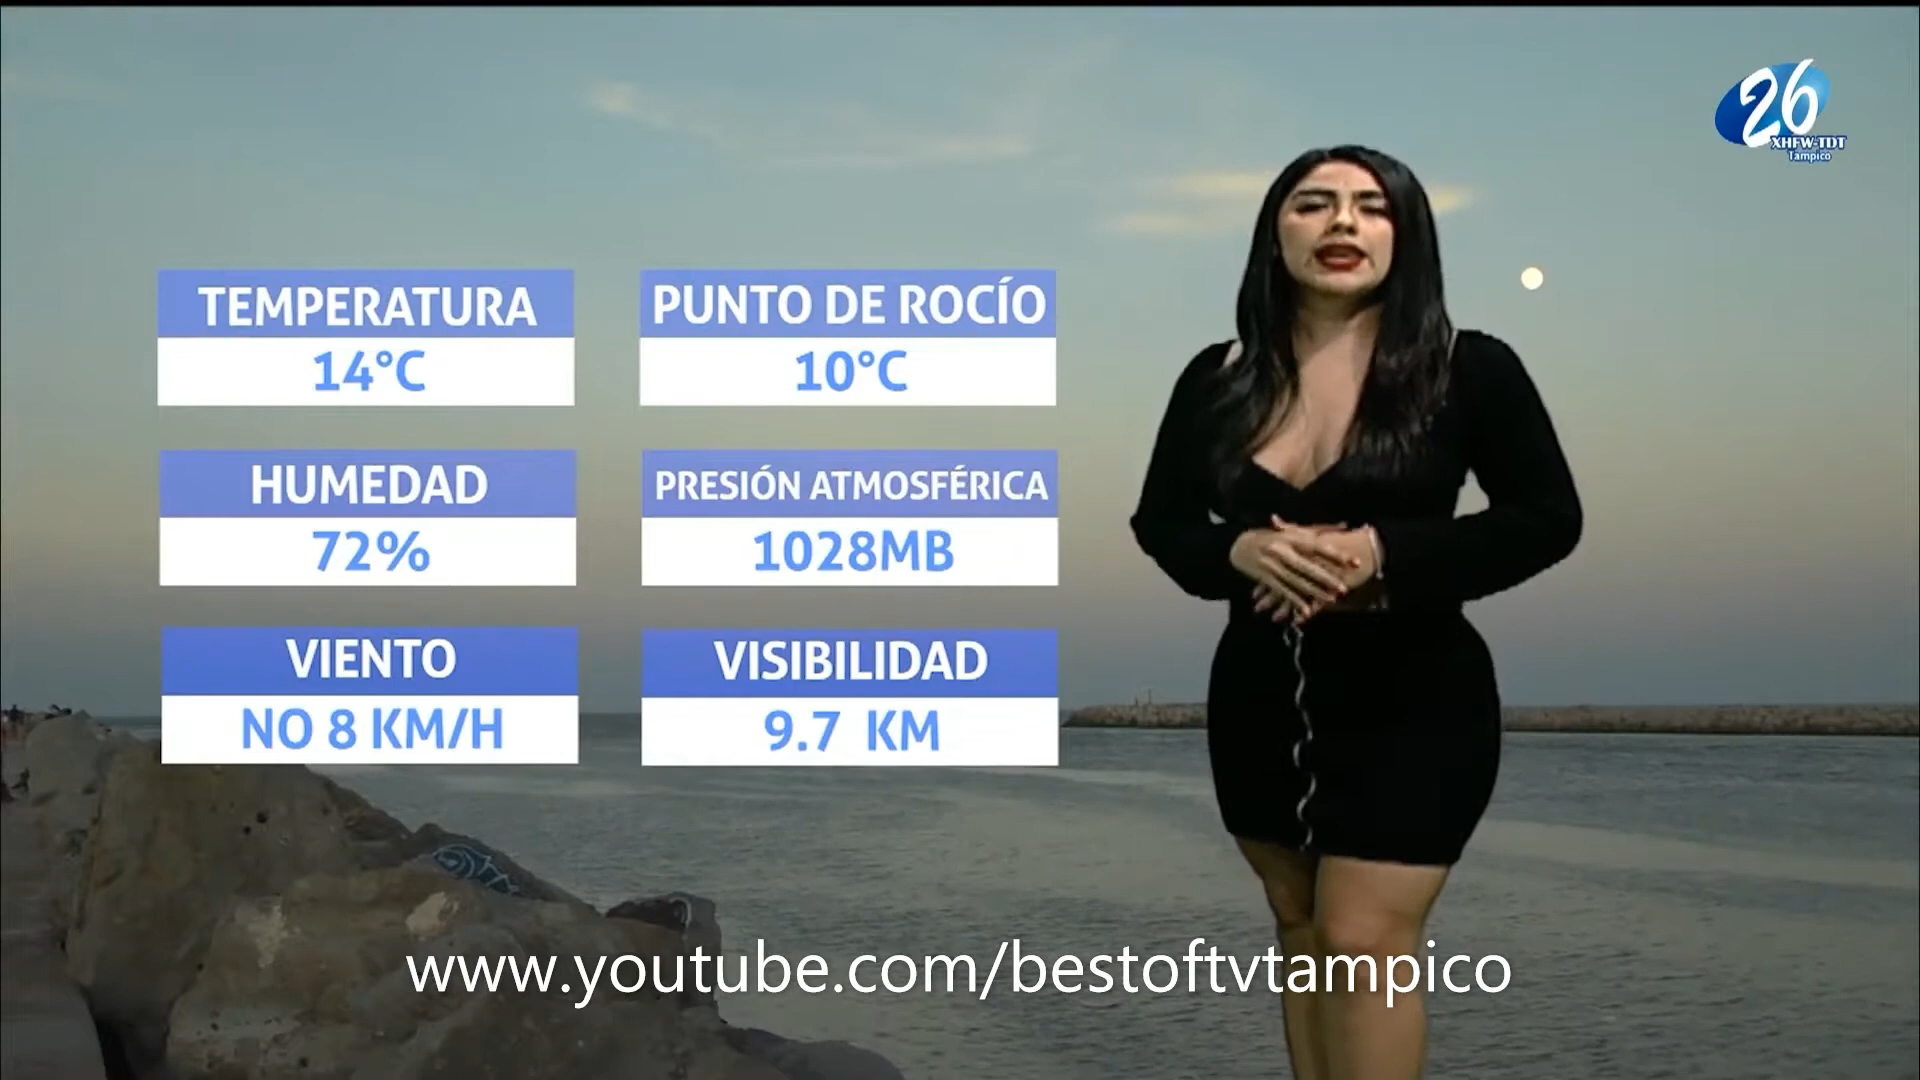 26
XHFW-TDT
Tampico
TEMPERATURA
14°C
PUNTO DE ROCÍO
10°C
HUMEDAD
72%
PRESIÓN ATMOSFÉRICA
1028MB
VIENTO
NO 8 KM/H
VISIBILIDAD
9.7 KM
www.youtube.com/bestoftvtampico